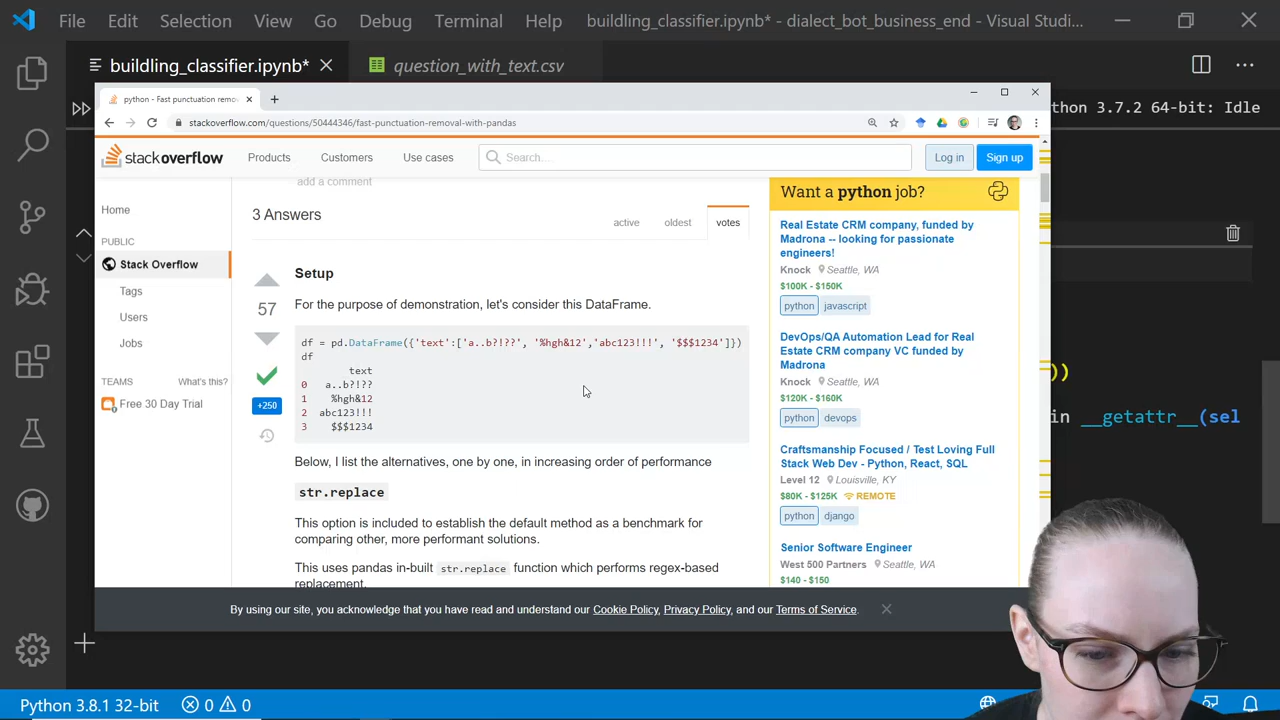 File Edit Selection View Go Debug Terminal Help buildling_classifier.ipynb* - dialect_bot_business_end - Visual Studi...
buildling_classifier.ipynb*
question_with_text.csv
python - Fast punctuation remo
stackoverflow.com/questions/50444346/fast-punctuation-removal-with-pandas
thon 3.7.2 64-bit: Idle
stackoverflow
Products Customers Use cases
Search...
Log in
Sign up
Home
PUBLIC
Stack Overflow
Tags
Users
Jobs
TEAMS What's this?
Free 30 Day Trial
add a comment
3 Answers
active oldest votes
57
+250
Setup
For the purpose of demonstration, let's consider this DataFrame.
df = pd.DataFrame({'text':['a..b?!??', '%hgh&12','abc123!!!', '$$$1234']})
df
text
0 a..b?!??
1 %hgh&12
2 abc123!!!
3 $$$1234
Below, I list the alternatives, one by one, in increasing order of performance
str.replace
This option is included to establish the default method as a benchmark for
comparing other, more performant solutions.
This uses pandas in-built str.replace function which performs regex-based
replacement.
Want a python job?
Real Estate CRM company, funded by
Madrona -- looking for passionate
engineers!
Knock Seattle, WA
$100K - $150K
python javascript
DevOps/QA Automation Lead for Real
Estate CRM company VC funded by
Madrona
Knock Seattle, WA
$120K - $160K
python devops
Craftsmanship Focused / Test Loving Full
Stack Web Dev - Python, React, SQL
Level 12 Louisville, KY
$80K - $125K REMOTE
python django
Senior Software Engineer
West 500 Partners Seattle, WA
$140 - $150
))
in __getattr__(sel
By using our site, you acknowledge that you have read and understand our Cookie Policy, Privacy Policy, and our Terms of Service.
Python 3.8.1 32-bit 0 0